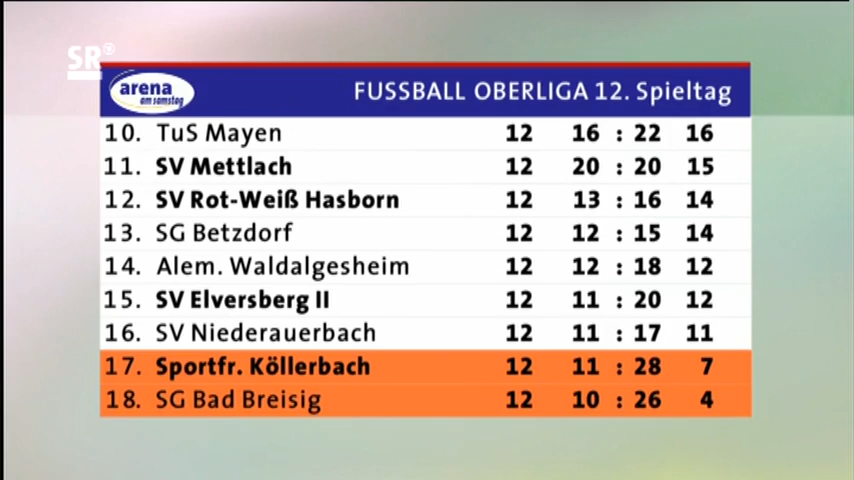 SR
arena
am samstag
FUSSBALL OBERLIGA 12. Spieltag
10. TuS Mayen 12 16 : 22 16
11. SV Mettlach 12 20 : 20 15
12. SV Rot-Weiß Hasborn 12 13 : 16 14
13. SG Betzdorf 12 12 : 15 14
14. Alem. Waldalgesheim 12 12 : 18 12
15. SV Elversberg II 12 11 : 20 12
16. SV Niederauerbach 12 11 : 17 11
17. Sportfr. Köllerbach 12 11 : 28 7
18. SG Bad Breisig 12 10 : 26 4